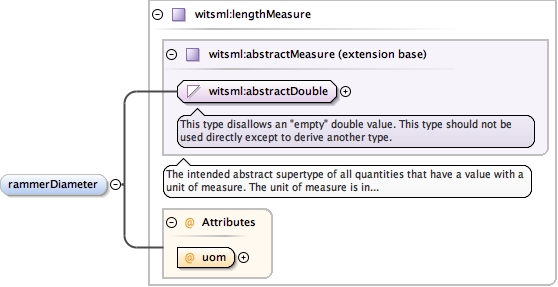 witsml:lengthMeasure
witsml:abstractMeasure (extension base)
witsml:abstractDouble
This type disallows an "empty" double value. This type should not be
used directly except to derive another type.
The intended abstract supertype of all quantities that have a value with a
unit of measure. The unit of measure is in...
rammerDiameter
@ Attributes
@ uom